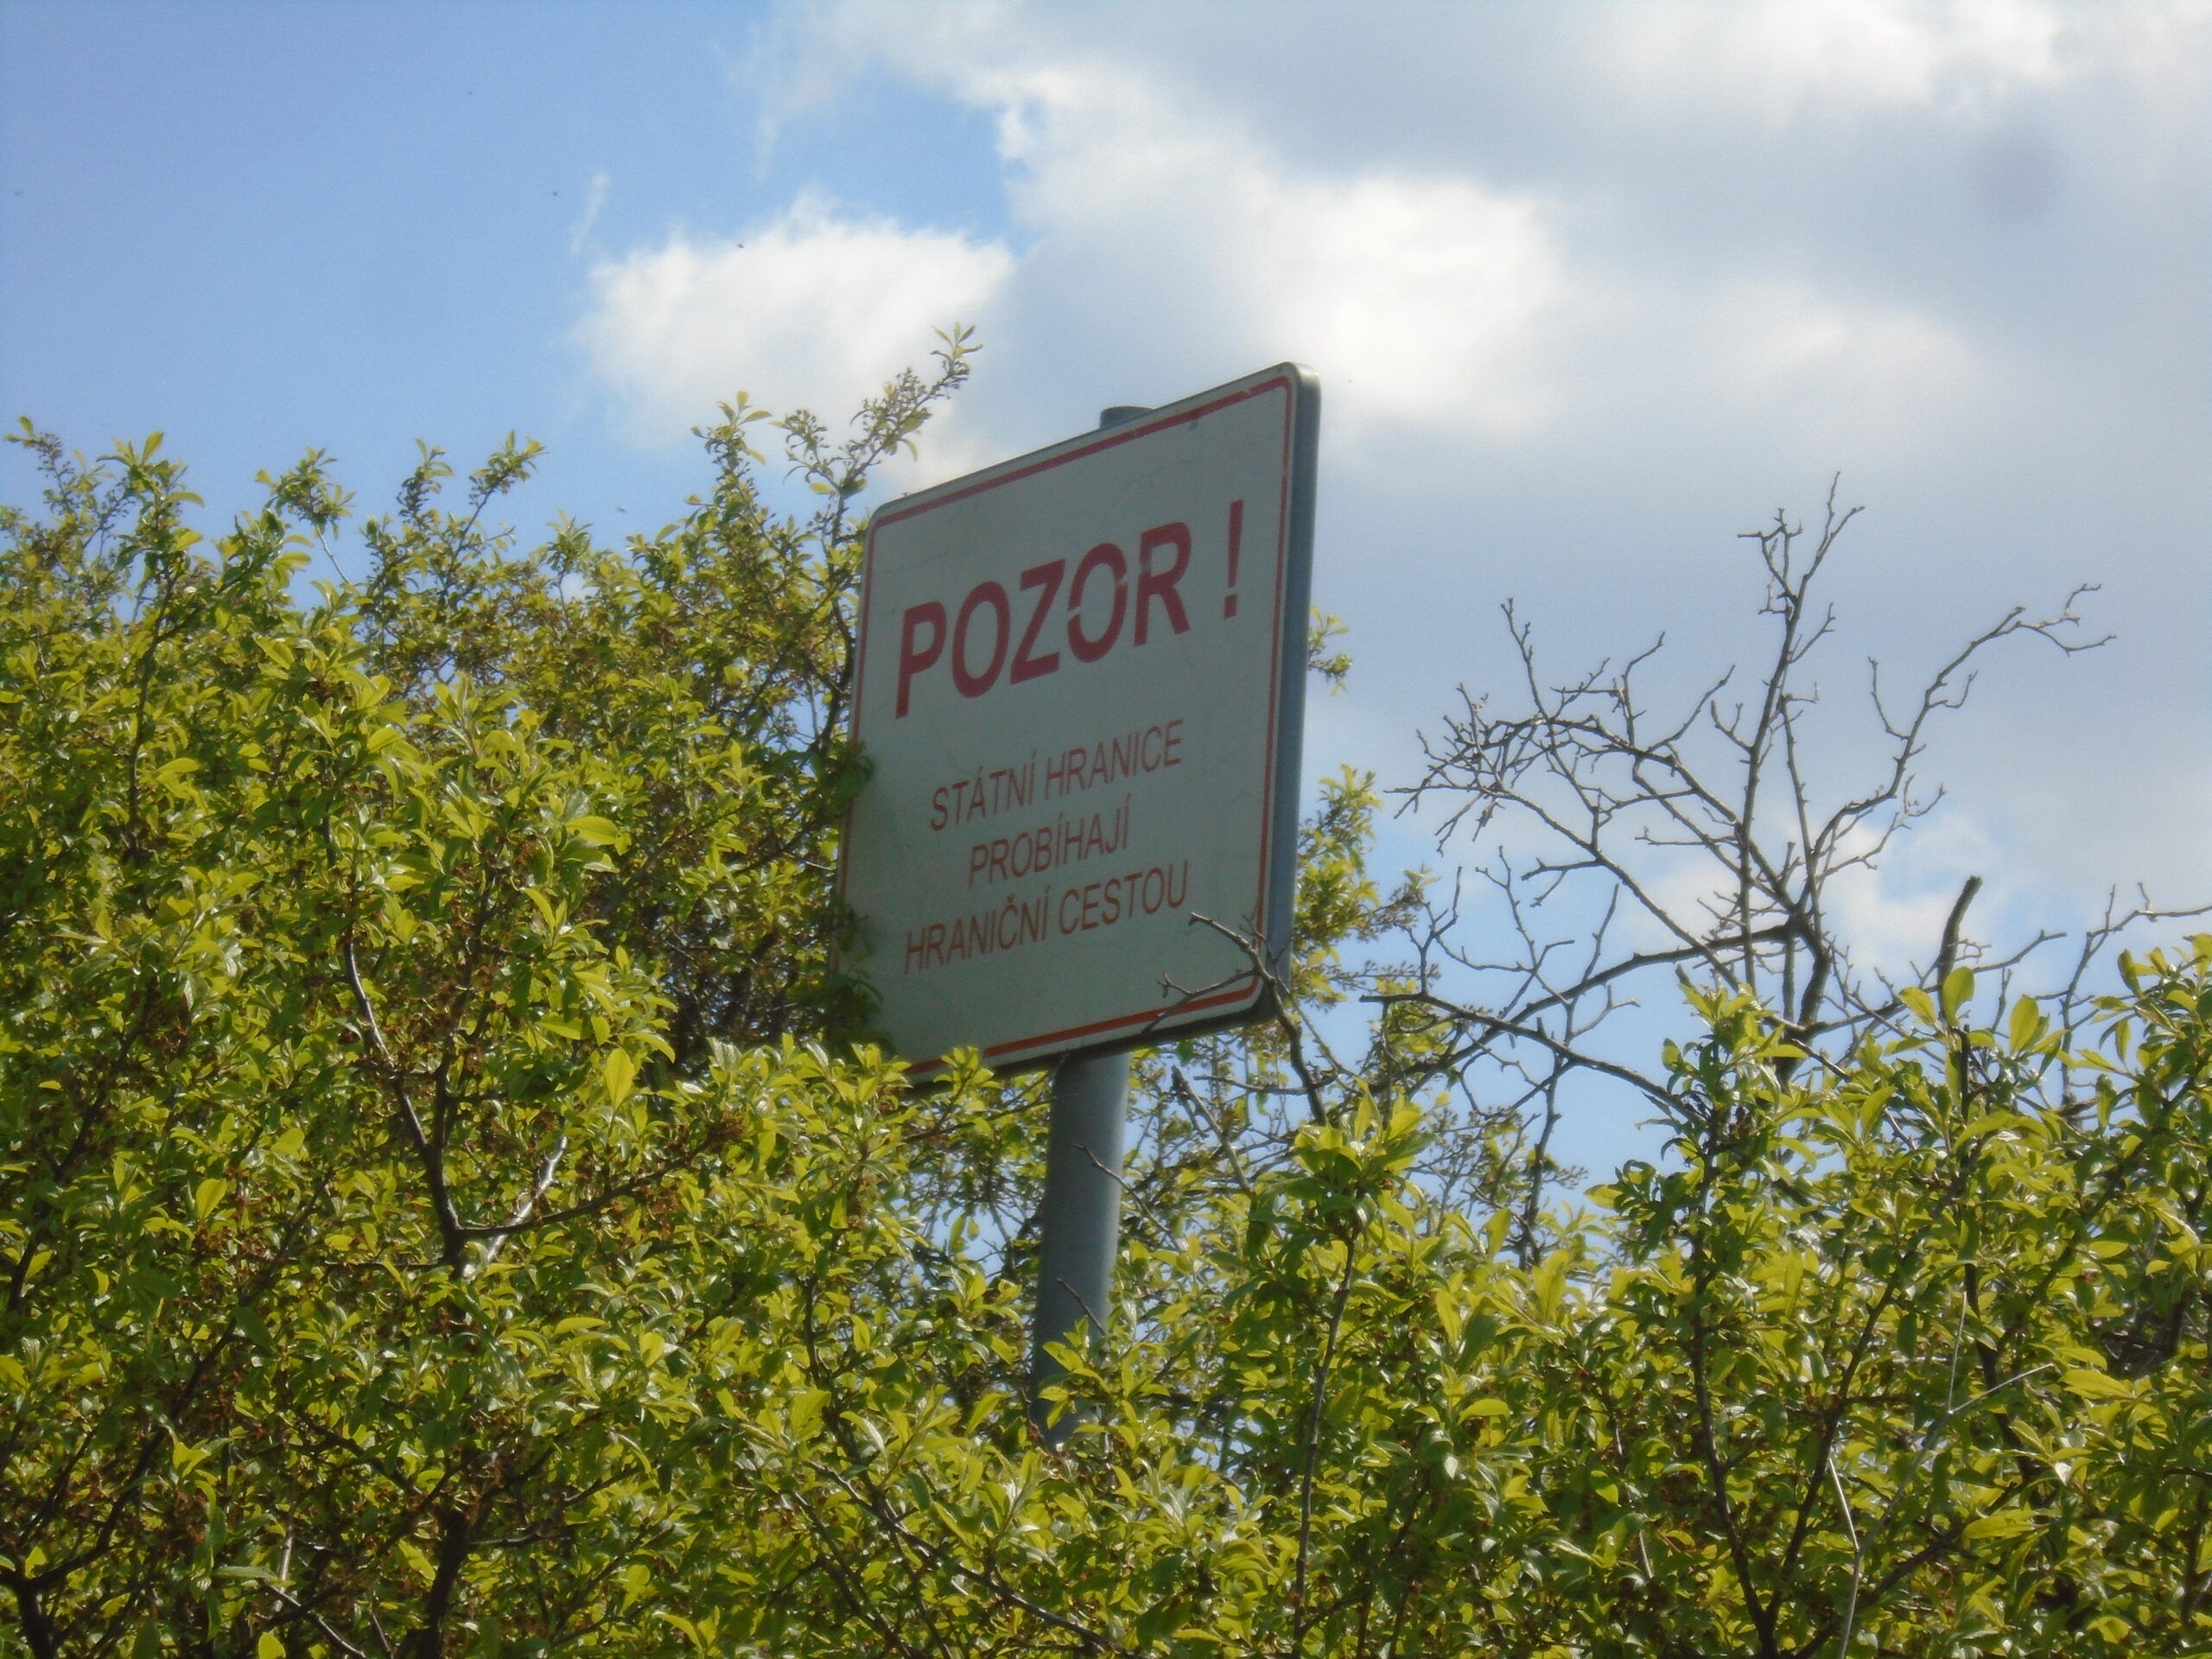 POZOR !
STÁTNÍ HRANICE
PROBÍHAJÍ
HRANIČNÍ CESTOU